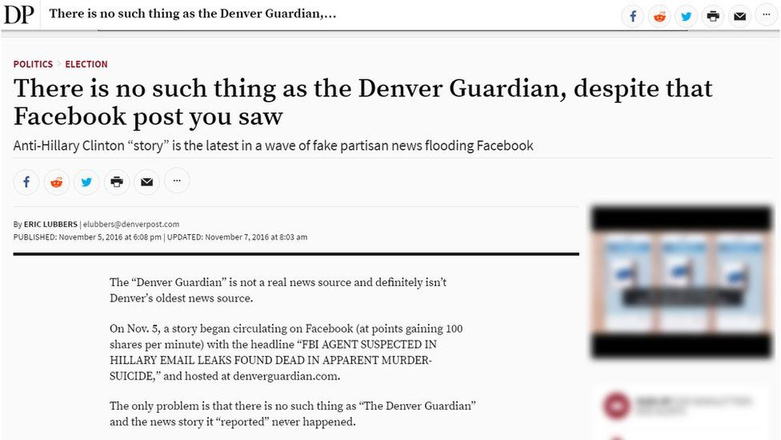 DP
There is no such thing as the Denver Guardian,...
POLITICS > ELECTION
There is no such thing as the Denver Guardian, despite that
Facebook post you saw
Anti-Hillary Clinton “story” is the latest in a wave of fake partisan news flooding Facebook
By ERIC LUBBERS | elubbers@denverpost.com
PUBLISHED: November 5, 2016 at 6:08 pm | UPDATED: November 7, 2016 at 8:03 am
The “Denver Guardian” is not a real news source and definitely isn’t
Denver’s oldest news source.
On Nov. 5, a story began circulating on Facebook (at points gaining 100
shares per minute) with the headline “FBI AGENT SUSPECTED IN
HILLARY EMAIL LEAKS FOUND DEAD IN APPARENT MURDER-
SUICIDE,” and hosted at denverguardian.com.
The only problem is that there is no such thing as “The Denver Guardian”
and the news story it “reported” never happened.